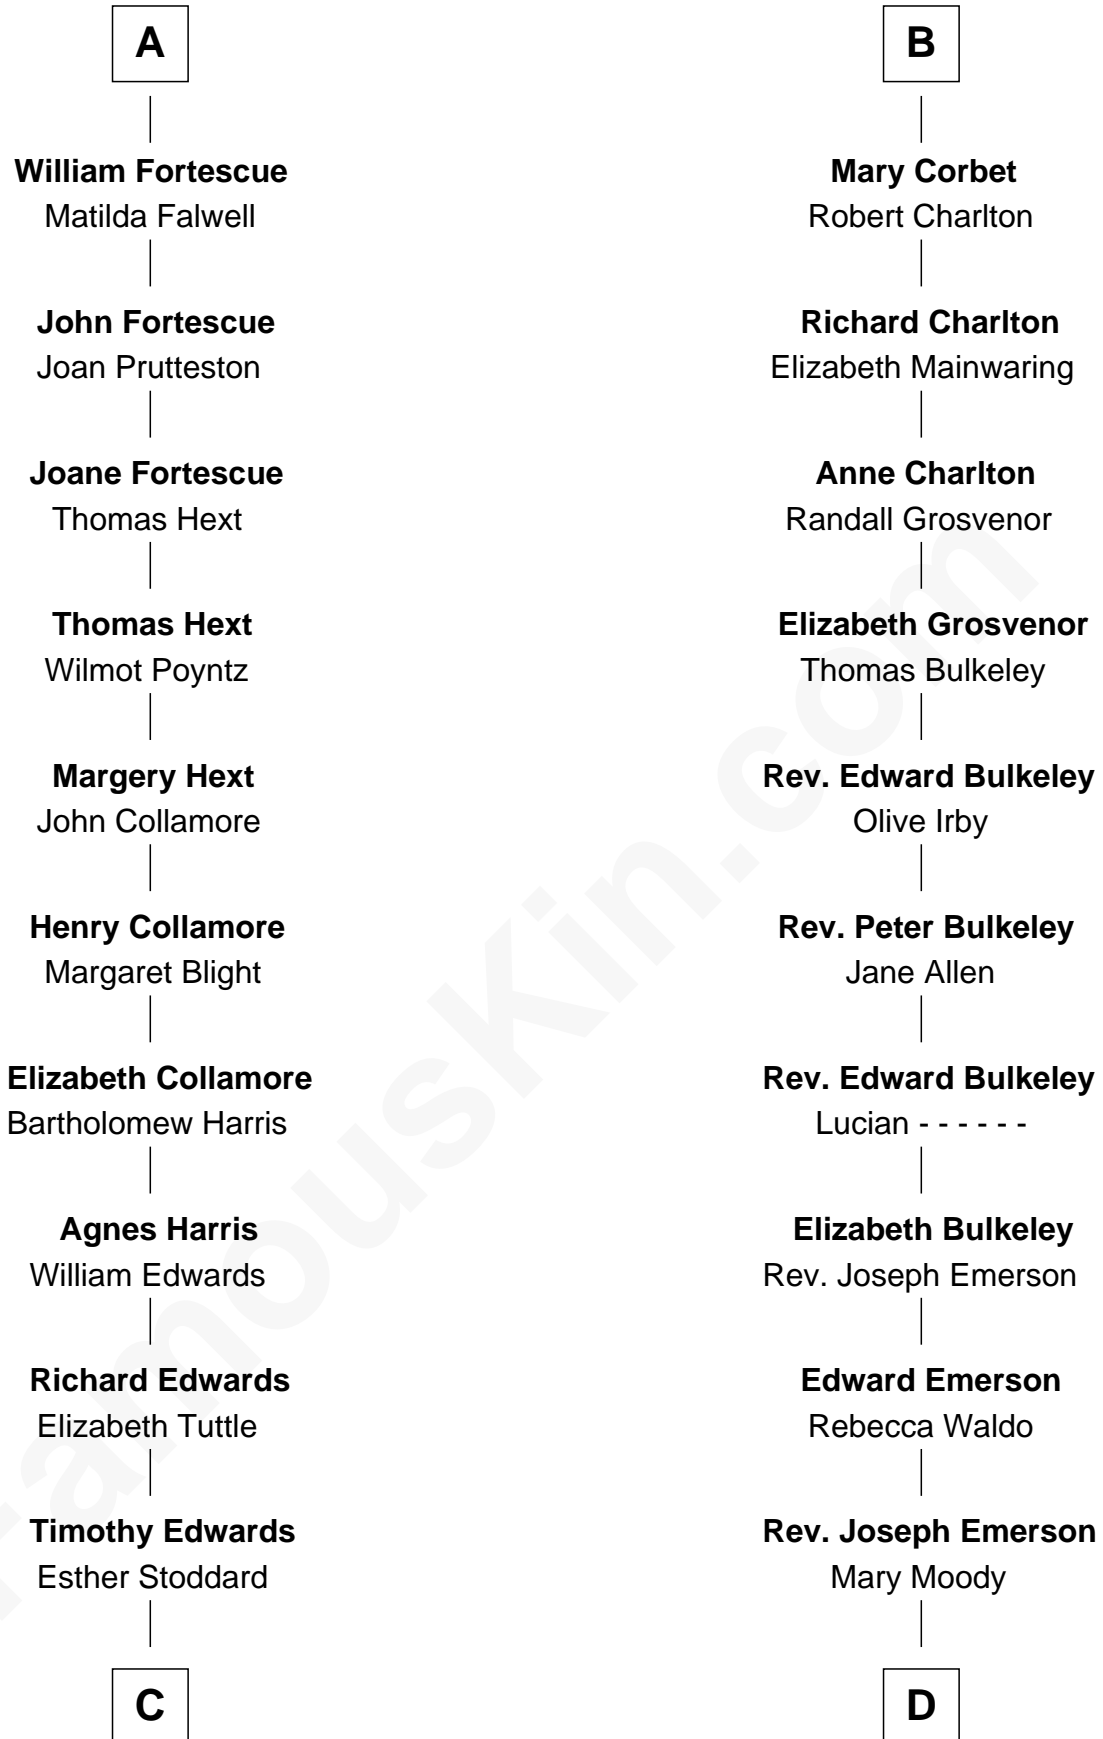 A
William Fortescue
Matilda Falwell
John Fortescue
Joan Prutteston
Joane Fortescue
Thomas Hext
Thomas Hext
Wilmot Poyntz
Margery Hext
John Collamore
Henry Collamore
Margaret Blight
Elizabeth Collamore
Bartholomew Harris
Agnes Harris
William Edwards
Richard Edwards
Elizabeth Tuttle
Timothy Edwards
Esther Stoddard
C
B
Mary Corbet
Robert Charlton
Richard Charlton
Elizabeth Mainwaring
Anne Charlton
Randall Grosvenor
Elizabeth Grosvenor
Thomas Bulkeley
Rev. Edward Bulkeley
Olive Irby
Rev. Peter Bulkeley
Jane Allen
Rev. Edward Bulkeley
Lucian - - - - - -
Elizabeth Bulkeley
Rev. Joseph Emerson
Edward Emerson
Rebecca Waldo
Rev. Joseph Emerson
Mary Moody
D
FamousKin.com